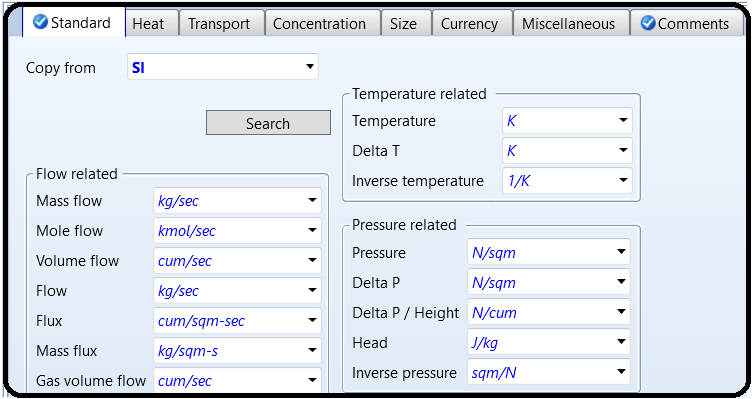 Standard Heat Transport Concentration Size Currency Miscellaneous Comments
Copy from SI
Search
Flow related
Mass flow kg/sec
Mole flow kmol/sec
Volume flow cum/sec
Flow kg/sec
Flux cum/sqm-sec
Mass flux kg/sqm-s
Gas volume flow cum/sec
Temperature related
Temperature K
Delta T K
Inverse temperature 1/K
Pressure related
Pressure N/sqm
Delta P N/sqm
Delta P / Height N/cum
Head J/kg
Inverse pressure sqm/N